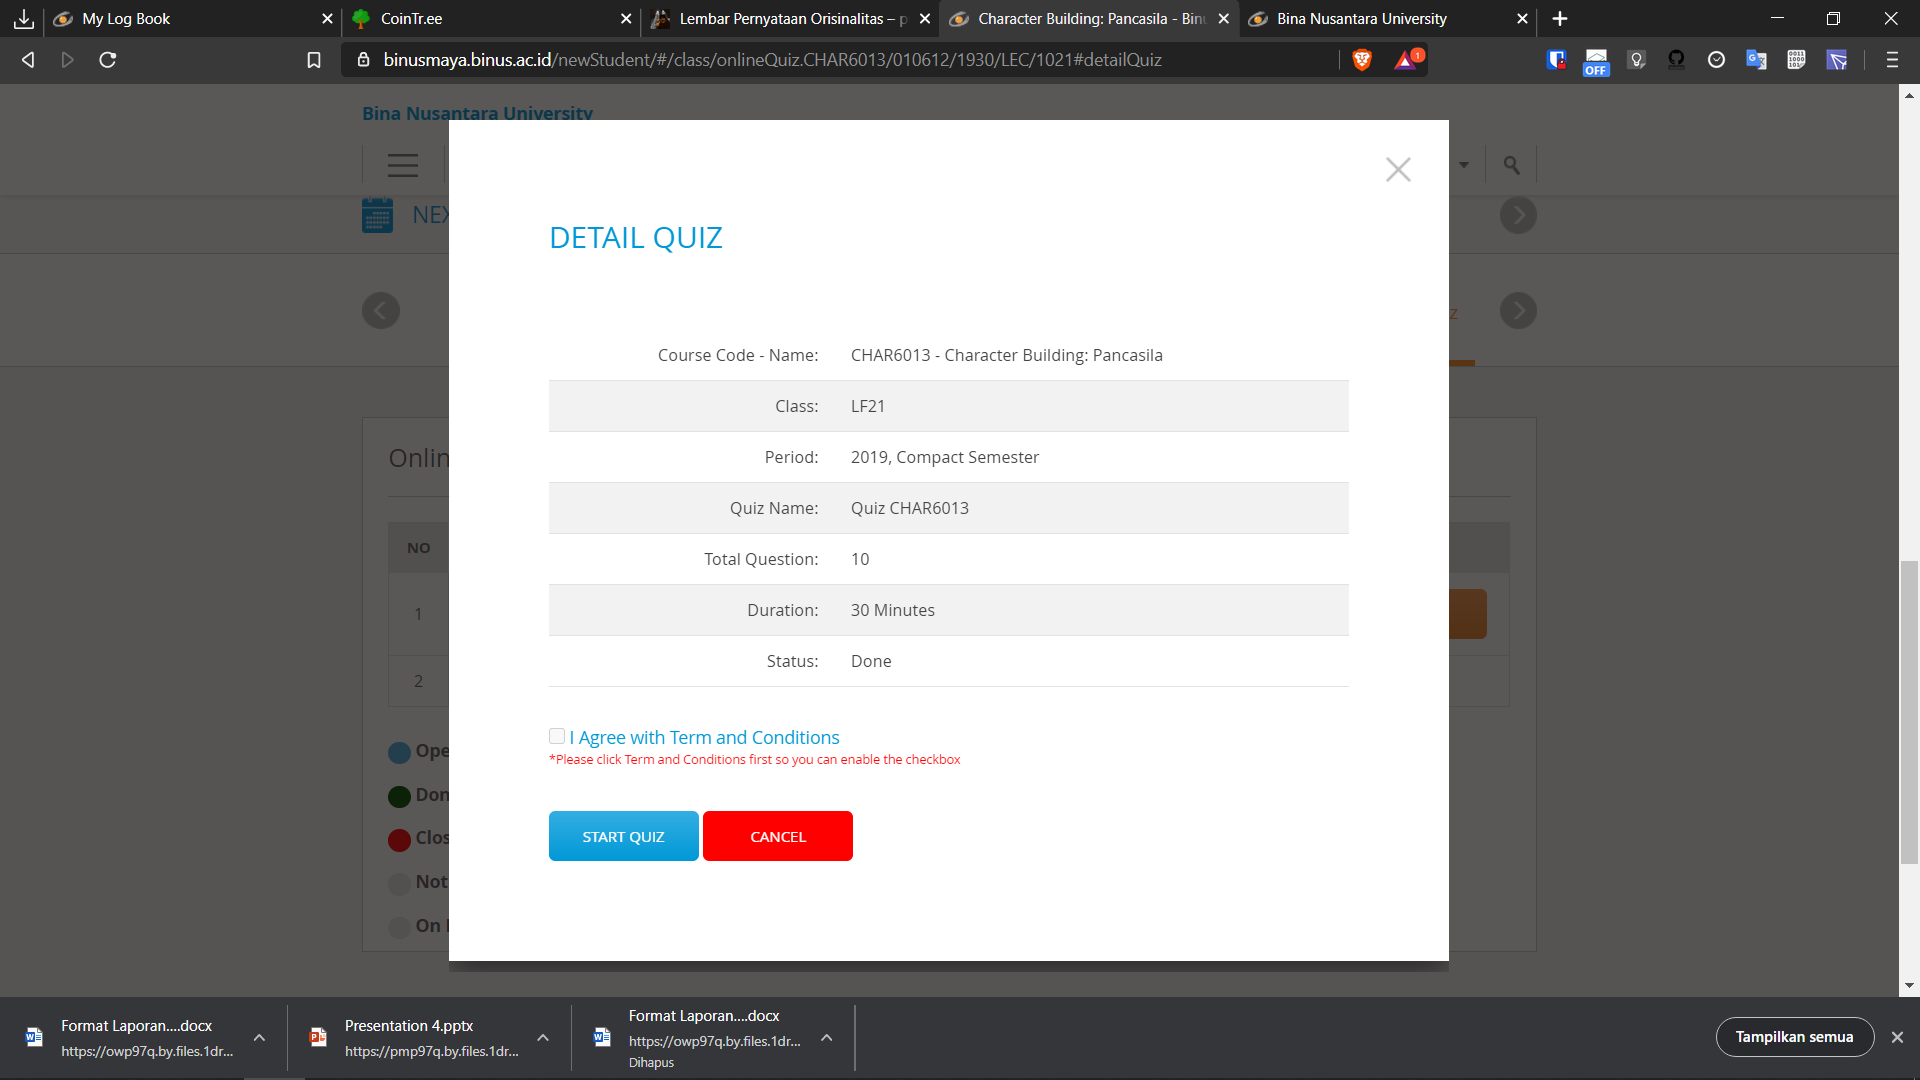 My Log Book
CoinTr.ee
Lembar Pernyataan Orisinalitas – p
Character Building: Pancasila - Bin
Bina Nusantara University
binusmaya.binus.ac.id/newStudent/#/class/onlineQuiz.CHAR6013/010612/1930/LEC/1021#detailQuiz
1
OFF
Bina Nusantara University
NEX
DETAIL QUIZ
z
Course Code - Name: CHAR6013 - Character Building: Pancasila
Class: LF21
Period: 2019, Compact Semester
Onlin
Quiz Name: Quiz CHAR6013
NO
Total Question: 10
Duration: 30 Minutes
1
Status: Done
2
I Agree with Term and Conditions
*Please click Term and Conditions first so you can enable the checkbox
Ope
Don
START QUIZ CANCEL
Clos
Not
On
Format Laporan....docx
https://owp97q.by.files.1dr...
Presentation 4.pptx
https://pmp97q.by.files.1dr...
Format Laporan....docx
https://owp97q.by.files.1dr...
Dihapus
Tampilkan semua